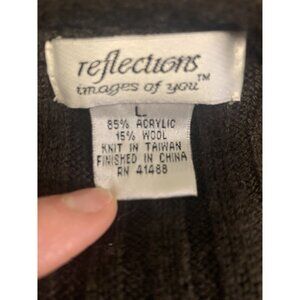 reflections
images of you™
L
85% ACRYLIC
15% WOOL
KNIT IN TAIWAN
FINISHED IN CHINA
RN 41488